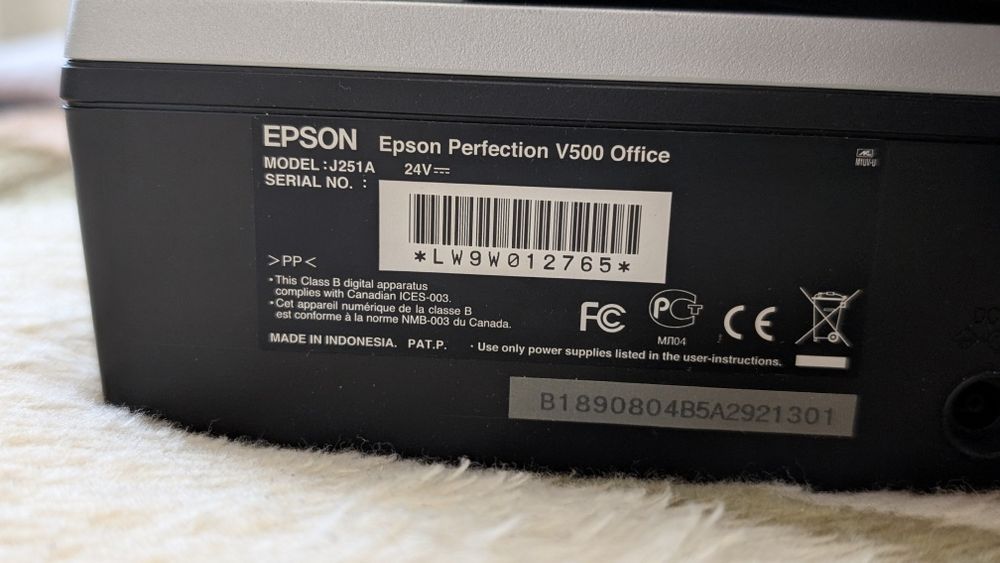 EPSON Epson Perfection V500 Office
MODEL : J251A 24V
SERIAL NO. :
*LW9W012765*
>PP<
• This Class B digital apparatus
complies with Canadian ICES-003.
• Cet appareil numérique de la classe B
est conforme à la norme NMB-003 du Canada.
FC PCT CE
МЛ04
MADE IN INDONESIA. PAT.P. • Use only power supplies listed in the user-instructions.
B1890804B5A2921301